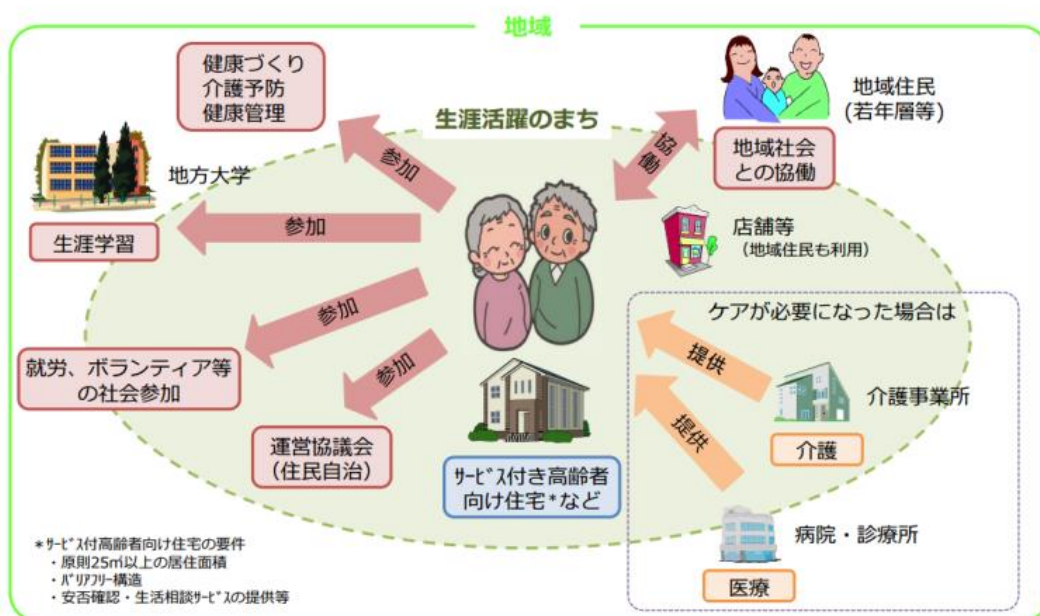 地域
健康づくり
介護予防
健康管理
生涯活躍のまち
地域住民
(若年層等)
協働
地域社会
との協働
地方大学
生涯学習
参加
参加
参加
参加
店舗等
(地域住民も利用)
就労、ボランティア等
の社会参加
運営協議会
(住民自治)
ｻｰﾋﾞｽ付き高齢者
向け住宅*など
ケアが必要になった場合は
提供
提供
介護事業所
介護
病院・診療所
医療
*ｻｰﾋﾞｽ付高齢者向け住宅の要件
・原則25㎡以上の居住面積
・ﾊﾞﾘｱﾌﾘｰ構造
・安否確認・生活相談ｻｰﾋﾞｽの提供等